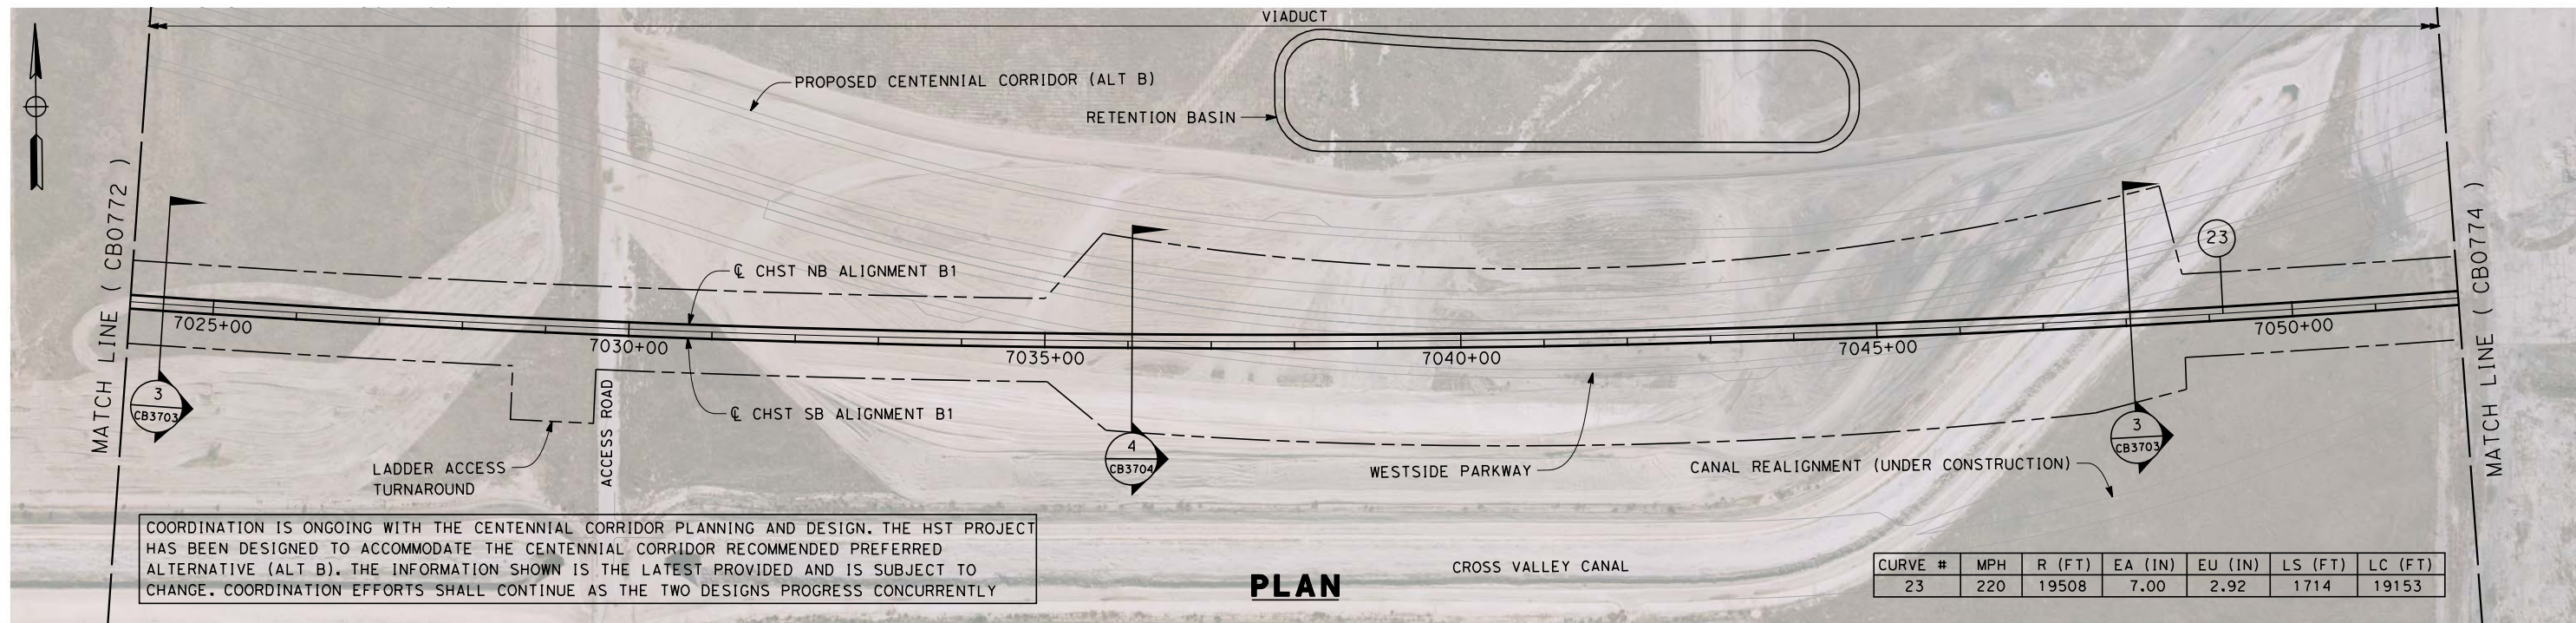 VIADUCT
PROPOSED CENTENNIAL CORRIDOR (ALT B)
RETENTION BASIN
MATCH LINE ( CB0772 )
MATCH LINE ( CB0774 )
23
℄ CHST NB ALIGNMENT B1
7025+00
7030+00
7035+00
7040+00
7045+00
7050+00
℄ CHST SB ALIGNMENT B1
3
CB3703
4
CB3704
3
CB3703
ACCESS ROAD
LADDER ACCESS
TURNAROUND
WESTSIDE PARKWAY
CANAL REALIGNMENT (UNDER CONSTRUCTION)
COORDINATION IS ONGOING WITH THE CENTENNIAL CORRIDOR PLANNING AND DESIGN. THE HST PROJECT
HAS BEEN DESIGNED TO ACCOMMODATE THE CENTENNIAL CORRIDOR RECOMMENDED PREFERRED
ALTERNATIVE (ALT B). THE INFORMATION SHOWN IS THE LATEST PROVIDED AND IS SUBJECT TO
CHANGE. COORDINATION EFFORTS SHALL CONTINUE AS THE TWO DESIGNS PROGRESS CONCURRENTLY
PLAN
CROSS VALLEY CANAL
CURVE # MPH R (FT) EA (IN) EU (IN) LS (FT) LC (FT)
23 220 19508 7.00 2.92 1714 19153